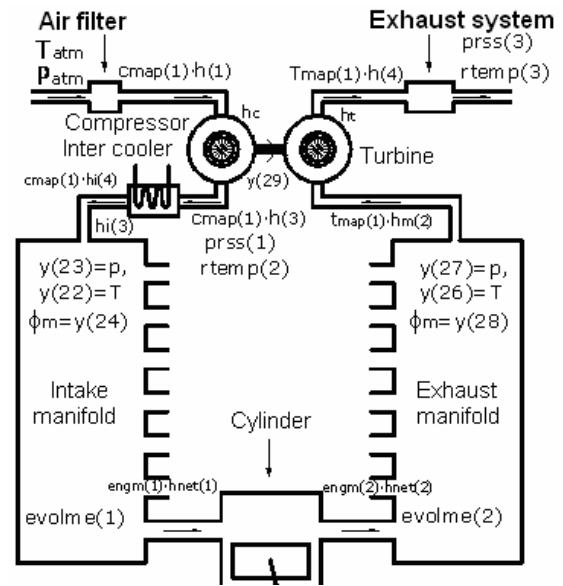 Air filter
Exhaust system
Tatm
Patm
Cmap(1)·h(1)
Tmap(1)·h(4)
prss(3)
rtemp(3)
Compressor
hc
ht
Inter cooler
Turbine
y(29)
cmap(1)·hi(4)
hi(3)
Cmap(1)·h(3)
prss(1)
rtemp(2)
tmap(1)·hm(2)
y(23)=p,
y(22)=T
ϕm=y(24)
y(27)=p,
y(26)=T
ϕm=y(28)
Intake
manifold
Exhaust
manifold
Cylinder
engm(1)·hnet(1)
engm(2)·hnet(2)
evolme(1)
evolme(2)